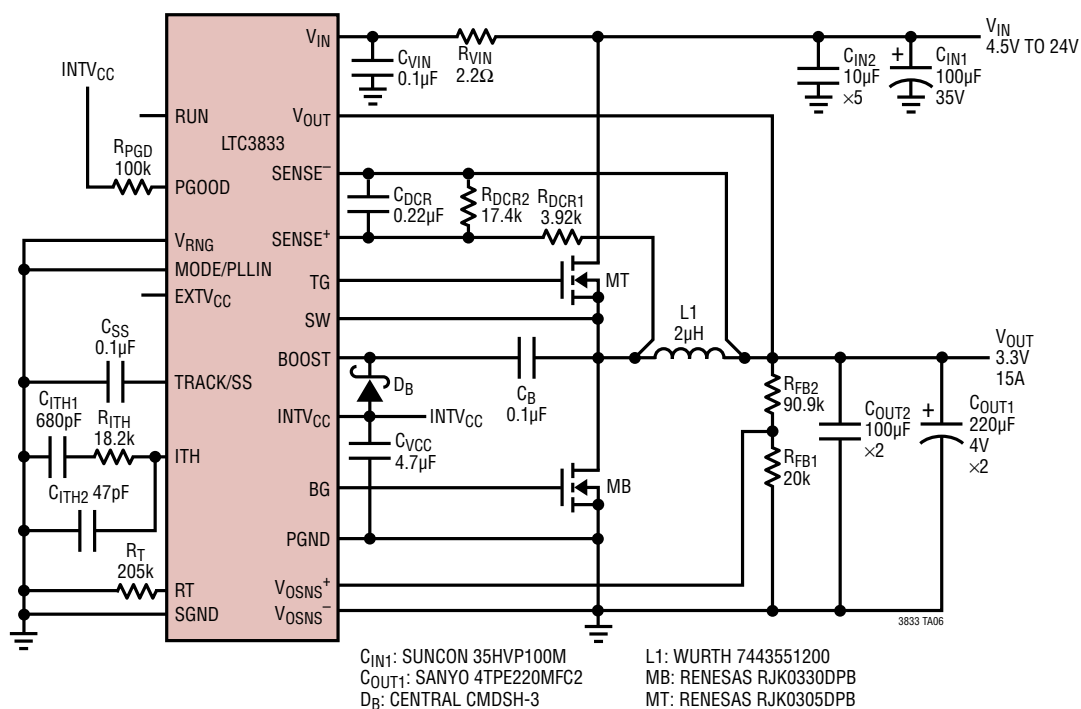 INTVCC
RPGD
100k
CSS
0.1µF
CITH1
680pF
RITH
18.2k
CITH2 47pF
RT
205k
LTC3833
RUN
PGOOD
VRNG
MODE/PLLIN
EXTVCC
TRACK/SS
ITH
RT
SGND
VIN
VOUT
SENSE–
SENSE+
TG
SW
BOOST
INTVCC
BG
PGND
VOSNS+
VOSNS–
CVIN
0.1µF
RVIN
2.2Ω
CDCR
0.22µF
RDCR2
17.4k
RDCR1
3.92k
MT
DB
INTVCC
CVCC
4.7µF
CB
0.1µF
MB
L1
2µH
CIN2
10µF
×5
+
CIN1
100µF
35V
VIN
4.5V TO 24V
VOUT
3.3V
15A
RFB2
90.9k
RFB1
20k
COUT2
100µF
×2
+
COUT1
220µF
4V
×2
3833 TA06
CIN1: SUNCON 35HVP100M
COUT1: SANYO 4TPE220MFC2
DB: CENTRAL CMDSH-3
L1: WURTH 7443551200
MB: RENESAS RJK0330DPB
MT: RENESAS RJK0305DPB